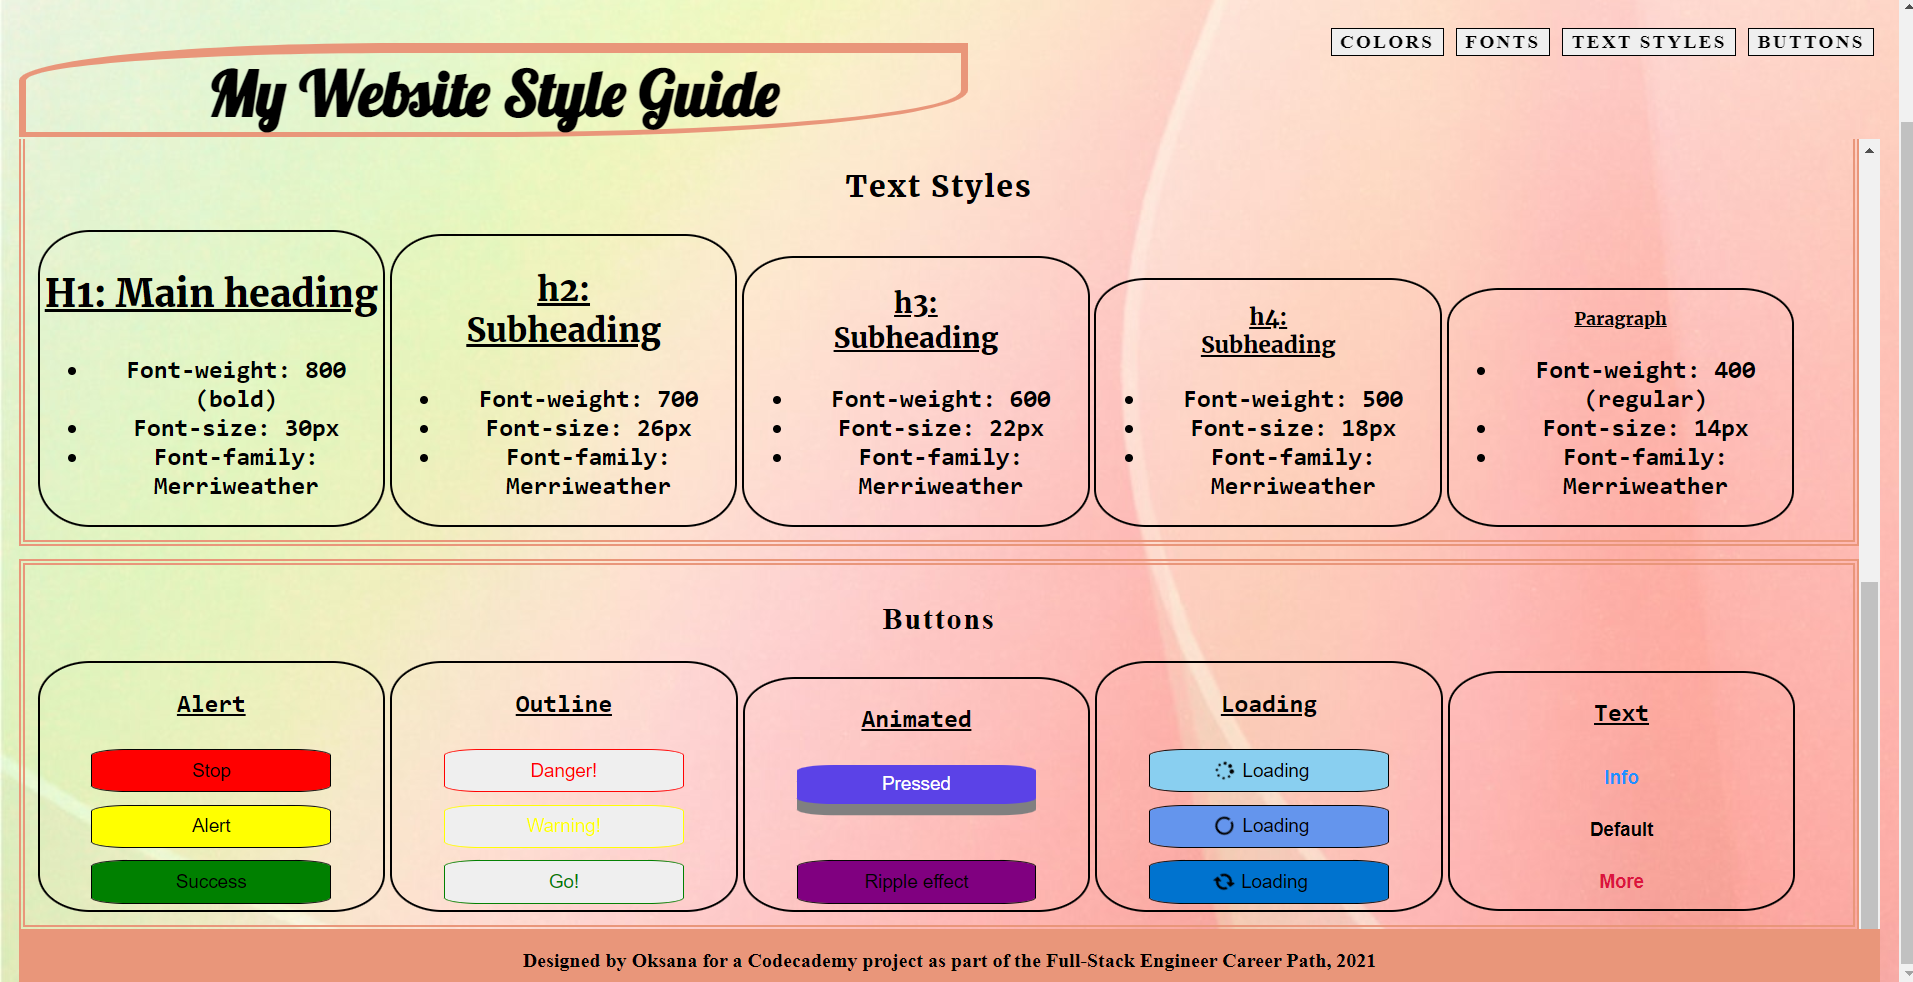 COLORS FONTS TEXT STYLES BUTTONS
My Website Style Guide
Text Styles
H1: Main heading
Font-weight: 800
(bold)
Font-size: 30px
Font-family:
Merriweather
h2:
Subheading
Font-weight: 700
Font-size: 26px
Font-family:
Merriweather
h3:
Subheading
Font-weight: 600
Font-size: 22px
Font-family:
Merriweather
h4:
Subheading
Font-weight: 500
Font-size: 18px
Font-family:
Merriweather
Paragraph
Font-weight: 400
(regular)
Font-size: 14px
Font-family:
Merriweather
Buttons
Alert
Stop
Alert
Success
Outline
Danger!
Warning!
Go!
Animated
Pressed
Ripple effect
Loading
Loading
Loading
Loading
Text
Info
Default
More
Designed by Oksana for a Codecademy project as part of the Full-Stack Engineer Career Path, 2021